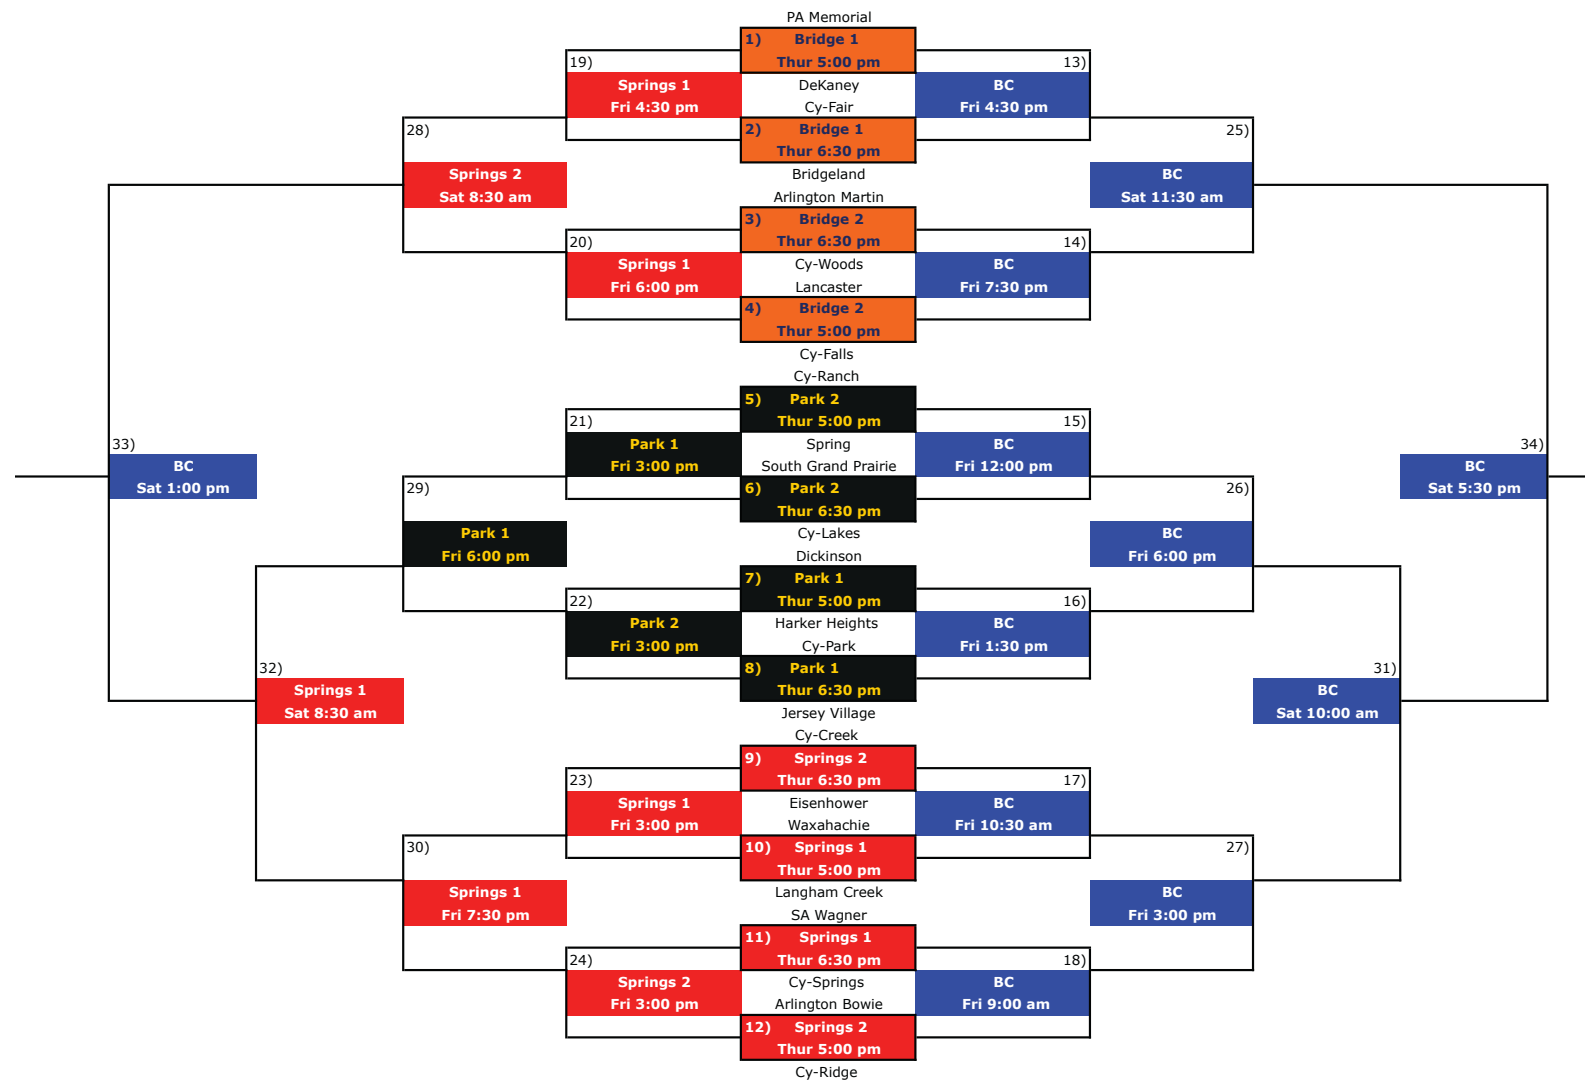 PA Memorial
1) Bridge 1
Thur 5:00 pm
19)
13)
Springs 1
DeKaney
BC
Fri 4:30 pm
Cy-Fair
Fri 4:30 pm
28)
2) Bridge 1
25)
Thur 6:30 pm
Springs 2
Bridgeland
BC
Sat 8:30 am
Arlington Martin
Sat 11:30 am
3) Bridge 2
Thur 6:30 pm
20)
14)
Springs 1
Cy-Woods
BC
Fri 6:00 pm
Lancaster
Fri 7:30 pm
4) Bridge 2
Thur 5:00 pm
Cy-Falls
Cy-Ranch
5) Park 2
Thur 5:00 pm
21)
15)
33)
Park 1
Spring
BC
34)
BC
Fri 3:00 pm
South Grand Prairie
Fri 12:00 pm
BC
Sat 1:00 pm
29)
6) Park 2
26)
Sat 5:30 pm
Thur 6:30 pm
Park 1
Cy-Lakes
BC
Fri 6:00 pm
Dickinson
Fri 6:00 pm
7) Park 1
Thur 5:00 pm
22)
16)
Park 2
Harker Heights
BC
Fri 3:00 pm
Cy-Park
Fri 1:30 pm
32)
8) Park 1
31)
Springs 1
Thur 6:30 pm
BC
Sat 8:30 am
Jersey Village
Sat 10:00 am
Cy-Creek
9) Springs 2
Thur 6:30 pm
23)
17)
Springs 1
Eisenhower
BC
Fri 3:00 pm
Waxahachie
Fri 10:30 am
30)
10) Springs 1
27)
Thur 5:00 pm
Springs 1
Langham Creek
BC
Fri 7:30 pm
SA Wagner
Fri 3:00 pm
11) Springs 1
Thur 6:30 pm
24)
18)
Springs 2
Cy-Springs
BC
Fri 3:00 pm
Arlington Bowie
Fri 9:00 am
12) Springs 2
Thur 5:00 pm
Cy-Ridge